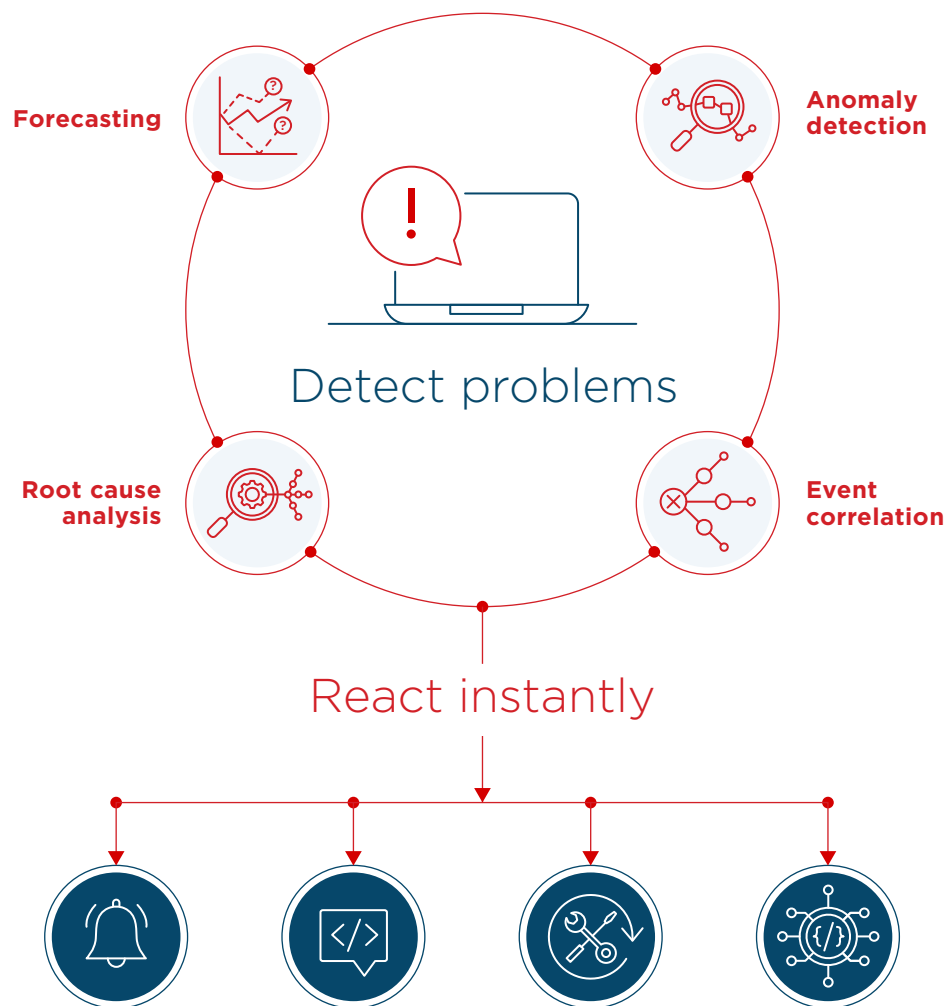 Forecasting
?
?
Anomaly
detection
!
Detect problems
Root cause
analysis
Event
correlation
React instantly
</>
{/}